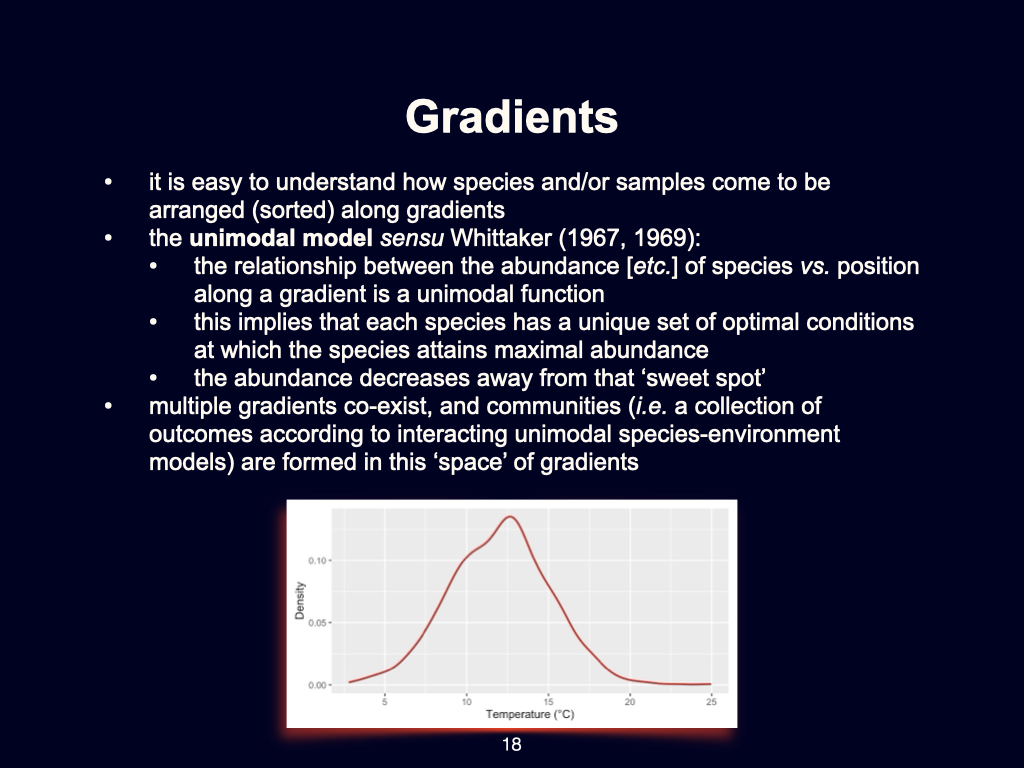 Gradients
• it is easy to understand how species and/or samples come to be
arranged (sorted) along gradients
• the unimodal model sensu Whittaker (1967, 1969):
• the relationship between the abundance [etc.] of species vs. position
along a gradient is a unimodal function
• this implies that each species has a unique set of optimal conditions
at which the species attains maximal abundance
• the abundance decreases away from that ‘sweet spot’
• multiple gradients co-exist, and communities (i.e. a collection of
outcomes according to interacting unimodal species-environment
models) are formed in this ‘space’ of gradients
Density
0.10
0.05
0.00
5 10 15 20 25
Temperature (°C)
18